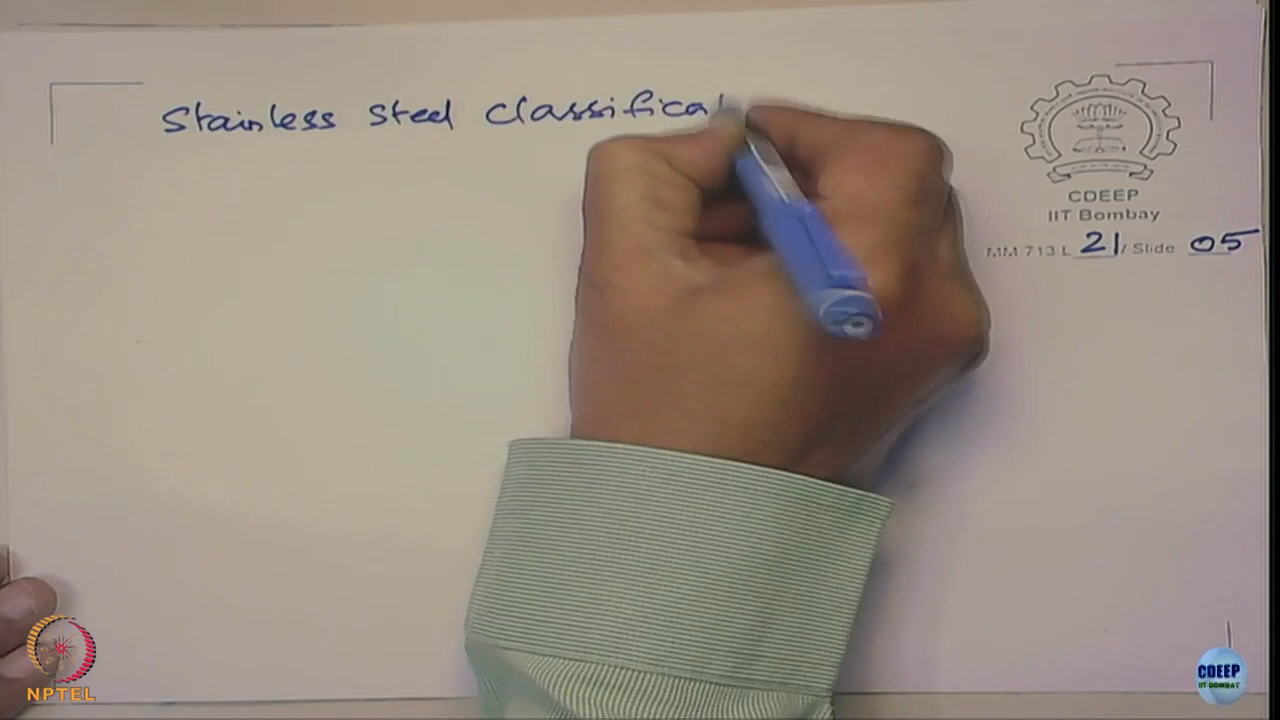 Stainless Steel Classificat
CDEEP
IIT Bombay
MM 713 L 21 / Slide 05
NPTEL
CDEEP
IIT BOMBAY